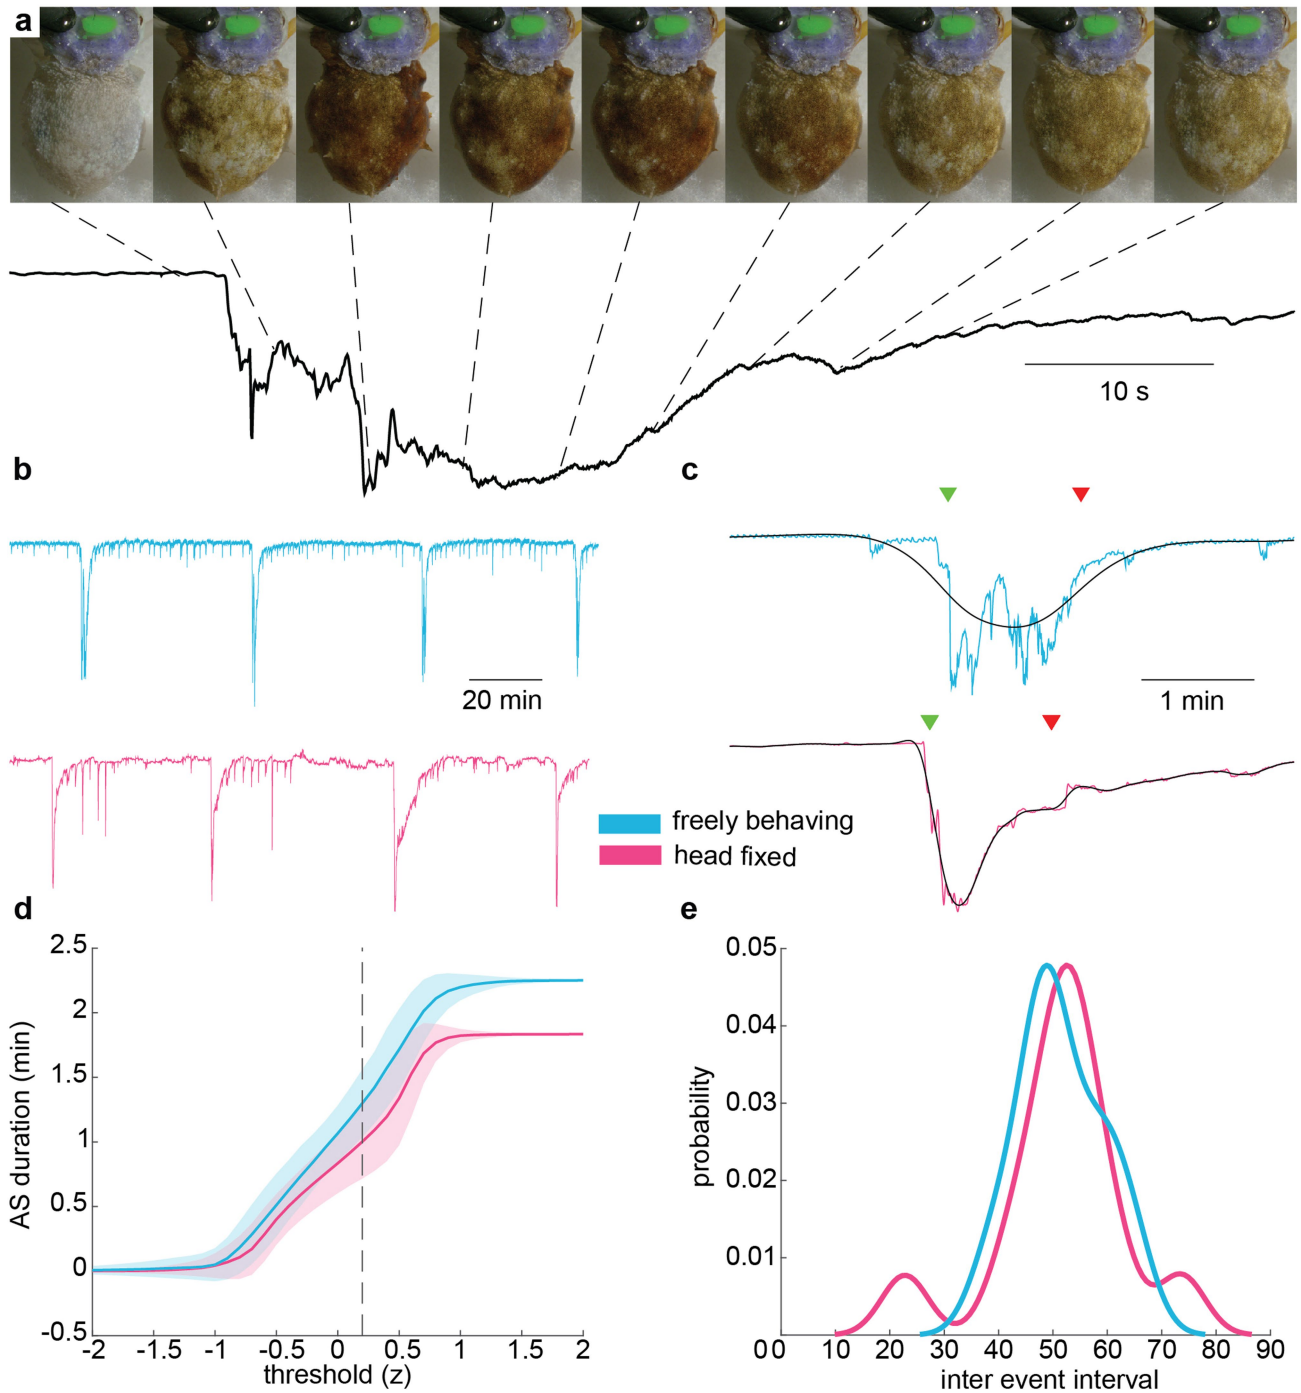 a
10 s
b
c
20 min
1 min
freely behaving
head fixed
d
e
2.5
2
1.5
1
0.5
0
-0.5
AS duration (min)
-2 -1.5 -1 -0.5 0 0.5 1 1.5 2
threshold (z)
0.05
0.04
0.03
0.02
0.01
0
probability
0 10 20 30 40 50 60 70 80 90
inter event interval